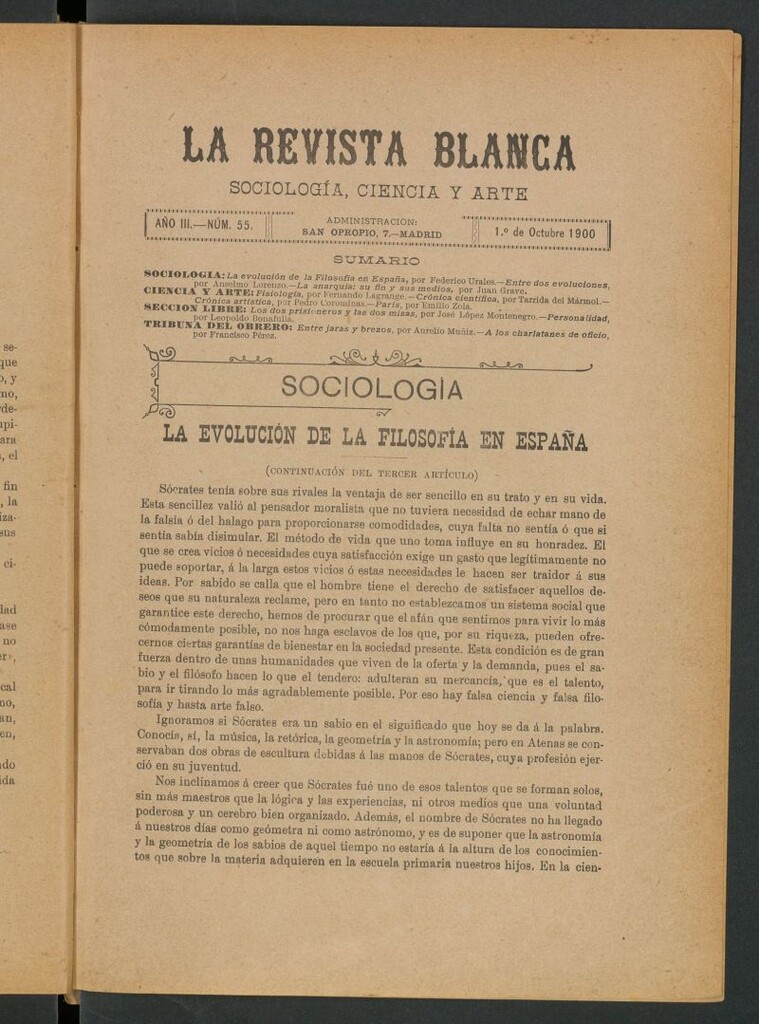 LA REVISTA BLANCA
SOCIOLOGÍA, CIENCIA Y ARTE
AÑO III.—NÚM. 55.
ADMINISTRACION:
SAN OPROPIO, 7.—MADRID
1.º de Octubre 1900
SUMARIO
SOCIOLOGIA: La evolución de la Filosofía en España, por Federico Urales.—Entre dos evoluciones,
por Anselmo Lorenzo.—La anarquía: su fin y sus medios, por Juan Grave.
CIENCIA Y ARTE: Fisiología, por Fernando Lagrange.—Crónica científica, por Tarrida del Mármol.—
Crónica artística, por Pedro Corominas.—París, por Emilio Zola.
SECCION LIBRE: Los dos prisioneros y las dos misas, por José López Montenegro.—Personalidad,
por Leopoldo Bonafulla.
TRIBUNA DEL OBRERO: Entre jaras y brezos, por Aurelio Muñiz.—A los charlatanes de oficio,
por Francisco Pérez.
SOCIOLOGÍA
LA EVOLUCIÓN DE LA FILOSOFÍA EN ESPAÑA
(CONTINUACIÓN DEL TERCER ARTÍCULO)
Sócrates tenía sobre sus rivales la ventaja de ser sencillo en su trato y en su vida.
Esta sencillez valió al pensador moralista que no tuviera necesidad de echar mano de
la falsía ó del halago para proporcionarse comodidades, cuya falta no sentía ó que si
sentía sabía disimular. El método de vida que uno toma influye en su honradez. El
que se crea vicios ó necesidades cuya satisfacción exige un gasto que legítimamente no
puede soportar, á la larga estos vicios ó estas necesidades le hacen ser traidor á sus
ideas. Por sabido se calla que el hombre tiene el derecho de satisfacer aquellos de-
seos que su naturaleza reclame, pero en tanto no establezcamos un sistema social que
garantice este derecho, hemos de procurar que el afán que sentimos para vivir lo más
cómodamente posible, no nos haga esclavos de los que, por su riqueza, pueden ofre-
cernos ciertas garantías de bienestar en la sociedad presente. Esta condición es de gran
fuerza dentro de unas humanidades que viven de la oferta y la demanda, pues el sa-
bio y el filósofo hacen lo que el tendero: adulteran su mercancía, que es el talento,
para ir tirando lo más agradablemente posible. Por eso hay falsa ciencia y falsa filo-
sofía y hasta arte falso.
Ignoramos si Sócrates era un sabio en el significado que hoy se da á la palabra.
Conocía, sí, la música, la retórica, la geometría y la astronomía; pero en Atenas se con-
servaban dos obras de escultura debidas á las manos de Sócrates, cuya profesión ejer-
ció en su juventud.
Nos inclinamos á creer que Sócrates fué uno de esos talentos que se forman solos,
sin más maestros que la lógica y las experiencias, ni otros medios que una voluntad
poderosa y un cerebro bien organizado. Además, el nombre de Sócrates no ha llegado
á nuestros días como geómetra ni como astrónomo, y es de suponer que la astronomía
y la geometría de los sabios de aquel tiempo no estaría á la altura de los conocimien-
tos que sobre la materia adquieren en la escuela primaria nuestros hijos. En la cien-